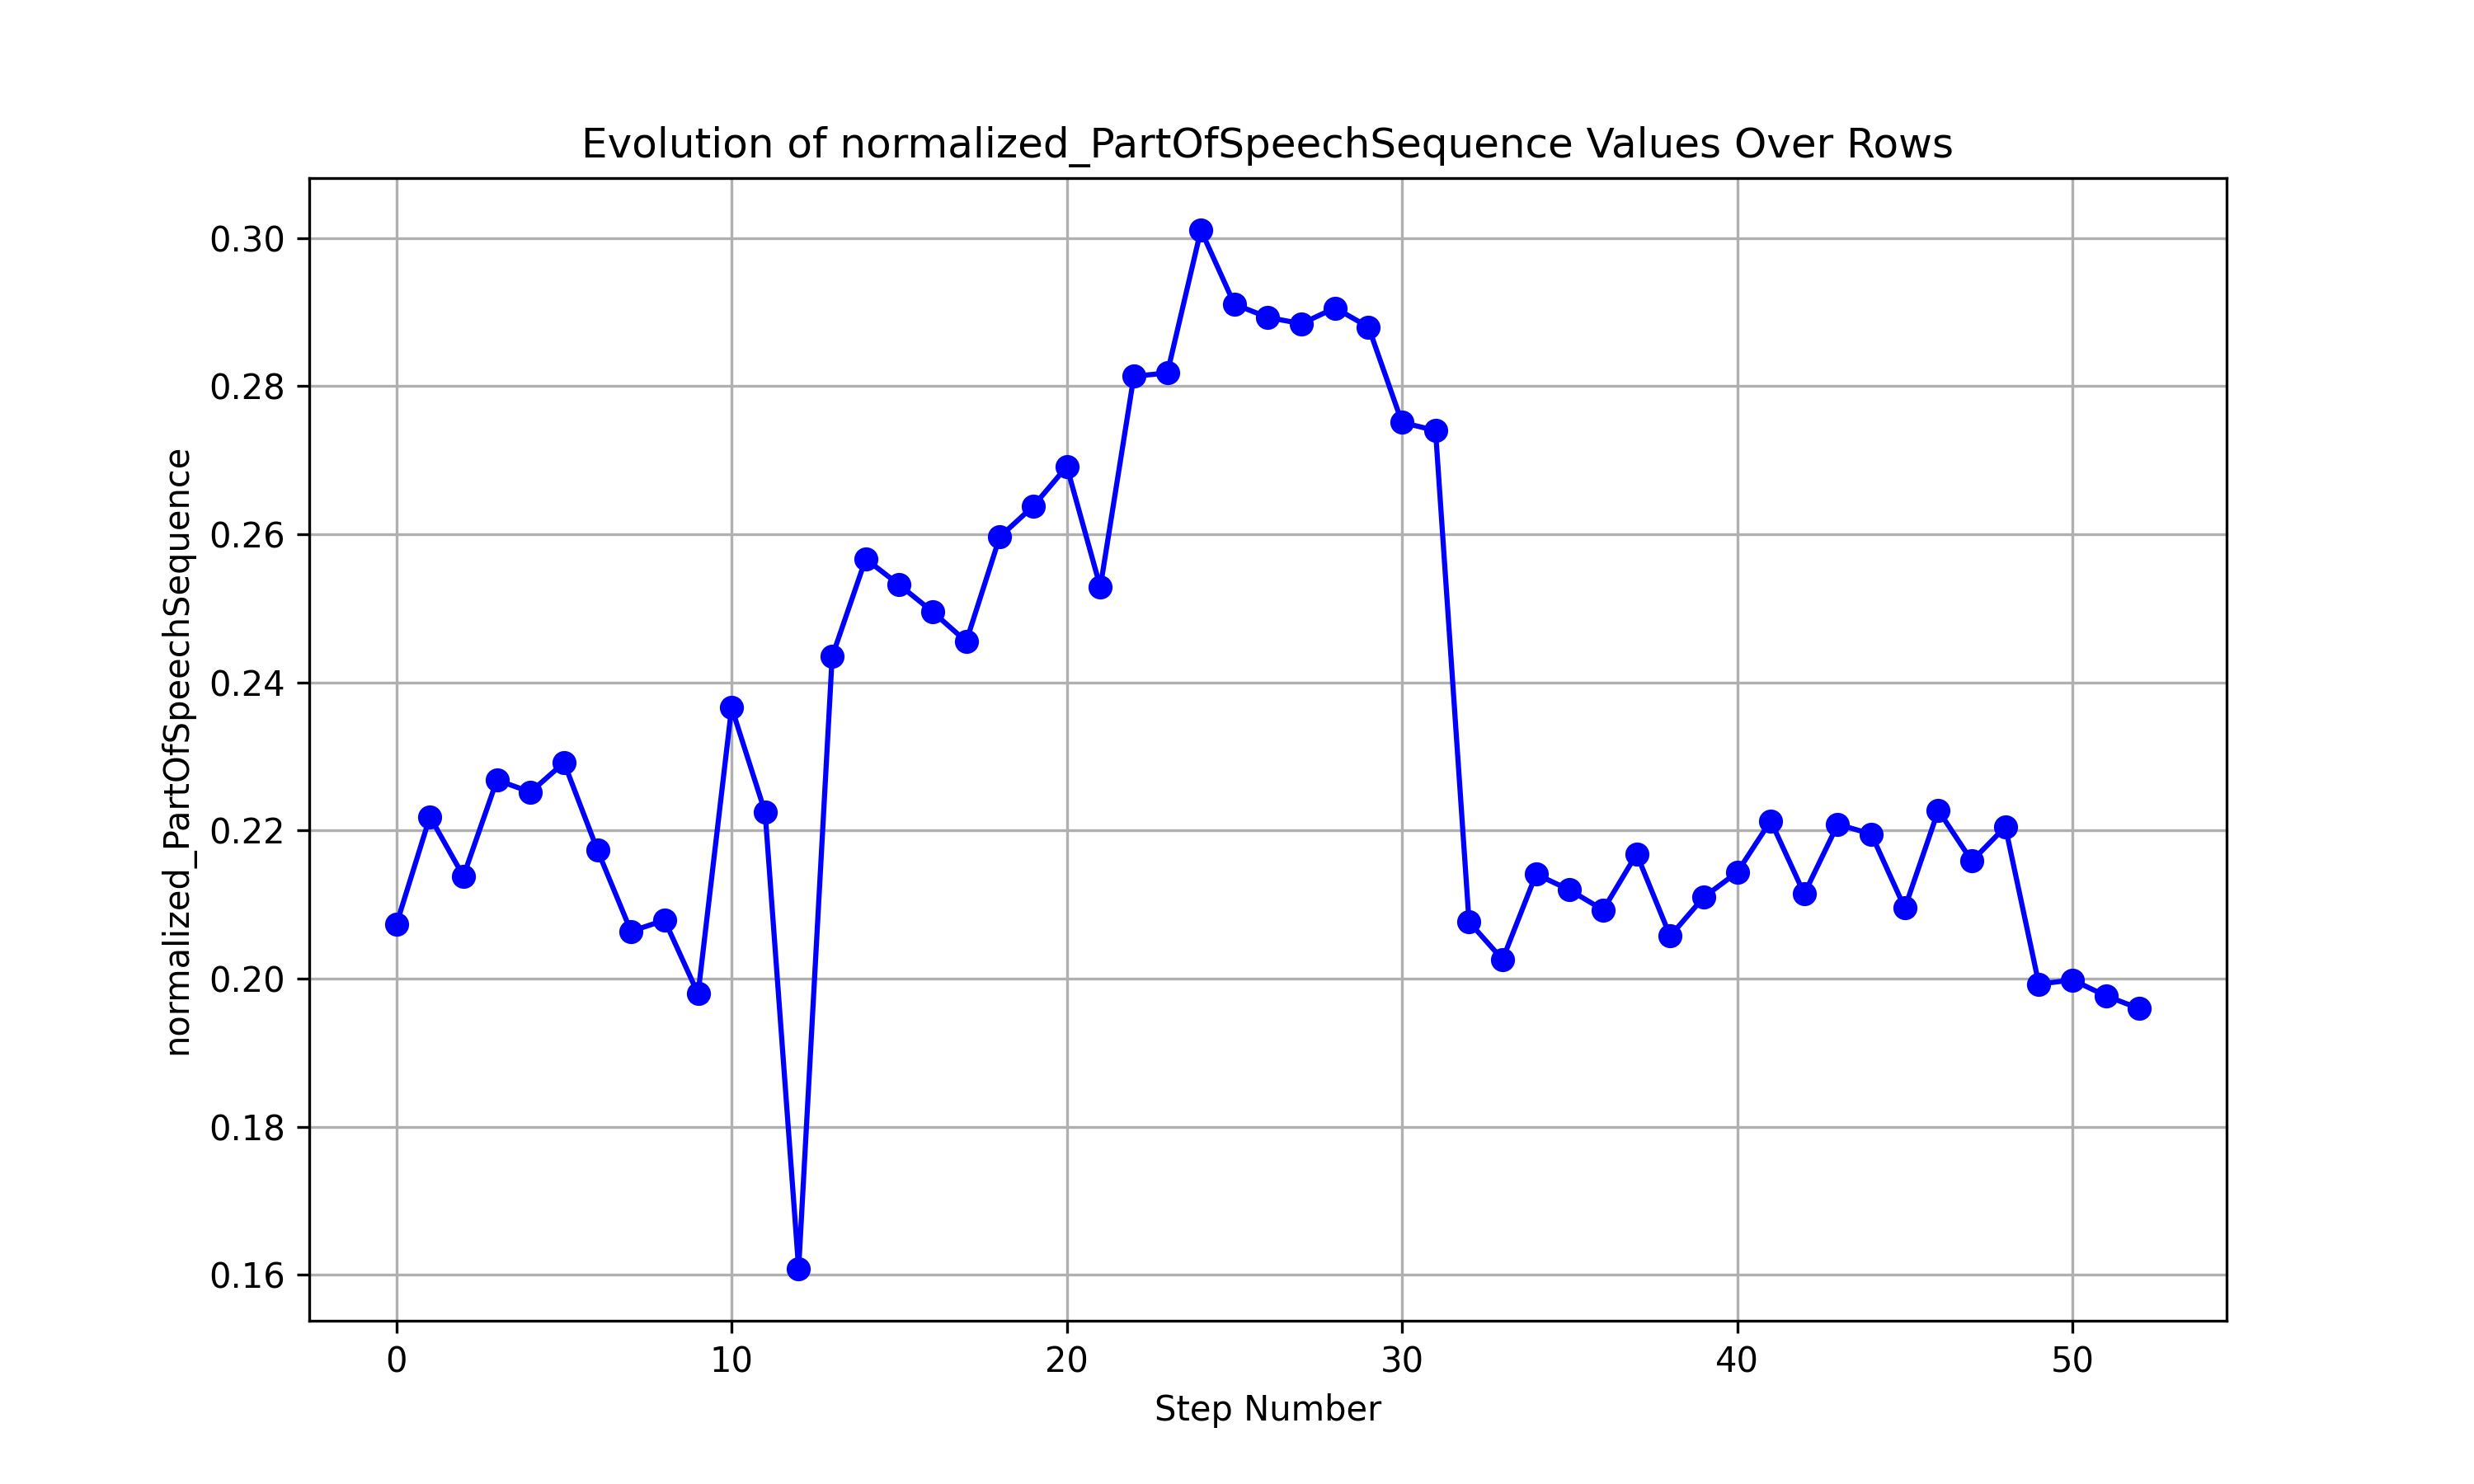 Evolution of normalized_PartOfSpeechSequence Values Over Rows
normalized_PartOfSpeechSequence
0.30
0.28
0.26
0.24
0.22
0.20
0.18
0.16
0 10 20 30 40 50
Step Number